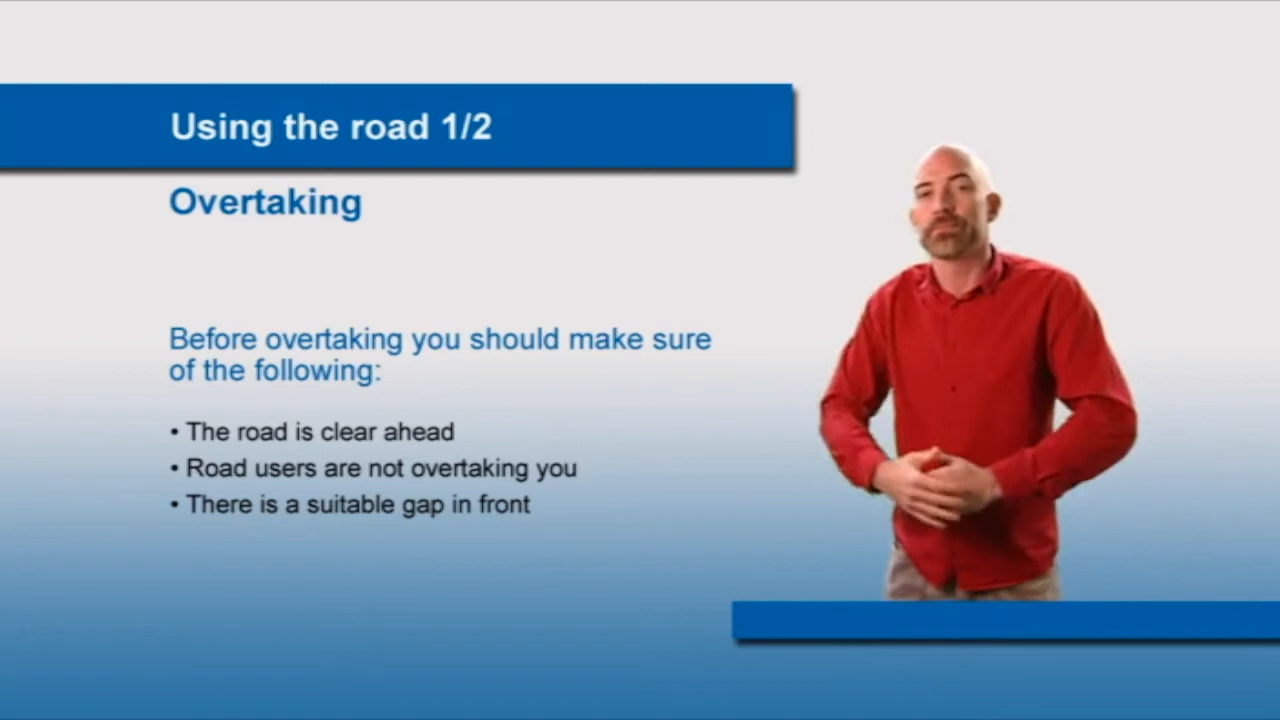 Using the road 1/2
Overtaking
Before overtaking you should make sure
of the following:
• The road is clear ahead
• Road users are not overtaking you
• There is a suitable gap in front